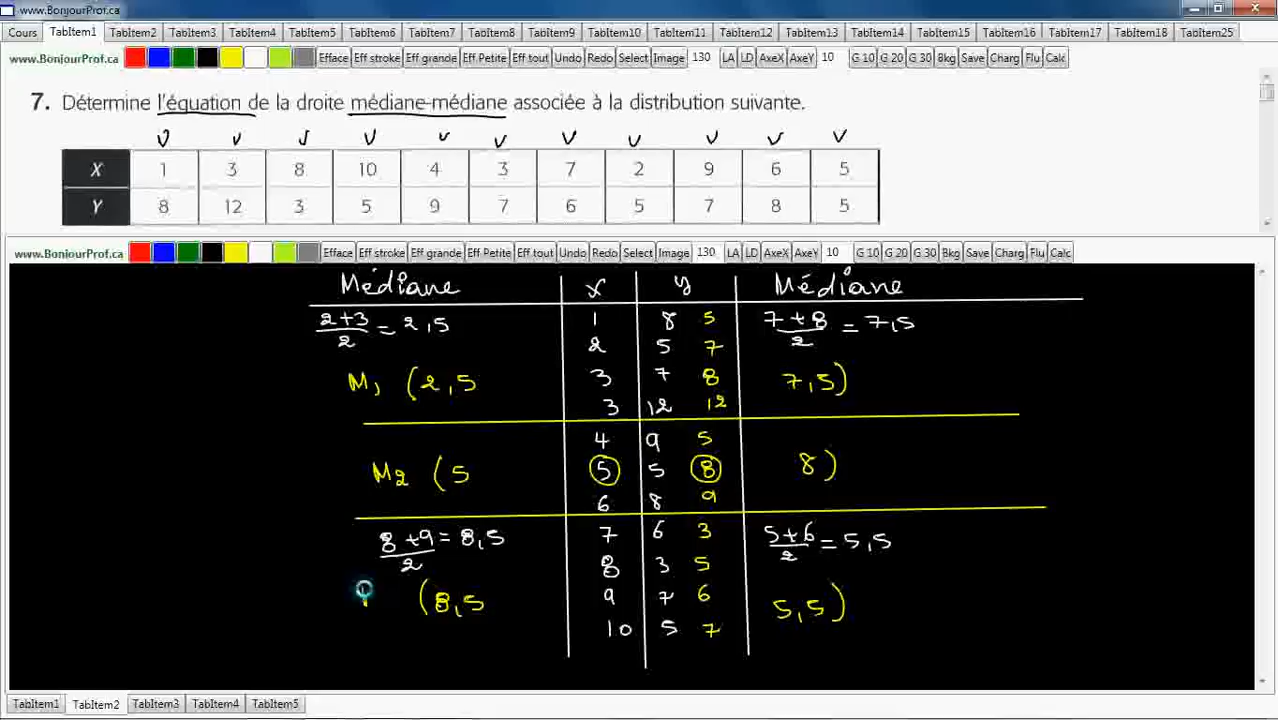 www.BonjourProf.ca
Cours TabItem1 TabItem2 TabItem3 TabItem4 TabItem5 TabItem6 TabItem7 TabItem8 TabItem9 TabItem10 TabItem11 TabItem12 TabItem13 TabItem14 TabItem15 TabItem16 TabItem17 TabItem18 TabItem25
www.BonjourProf.ca Efface Eff stroke Eff grande Eff Petite Eff tout Undo Redo Select Image 130 LA LD AxeX AxeY 10 G 10 G 20 G 30 Bkg Save Charg Flu Calc
7. Détermine l'équation de la droite médiane-médiane associée à la distribution suivante.
X 1 3 8 10 4 3 7 2 9 6 5
Y 8 12 3 5 9 7 6 5 7 8 5
www.BonjourProf.ca Efface Eff stroke Eff grande Eff Petite Eff tout Undo Redo Select Image 130 LA LD AxeX AxeY 10 G 10 G 20 G 30 Bkg Save Charg Flu Calc
Médiane x y Médiane
2+3/2 = 2,5 1 8 5 7+8/2 = 7,5
2 5 7
M1 (2,5 3 7 8 7,5)
3 12 12
4 9 5
M2 (5 5 5 8 8)
6 8 9
8+9/2 = 8,5 7 6 3 5+6/2 = 5,5
8 3 5
(8,5 9 7 6 5,5)
10 5 7
TabItem1 TabItem2 TabItem3 TabItem4 TabItem5